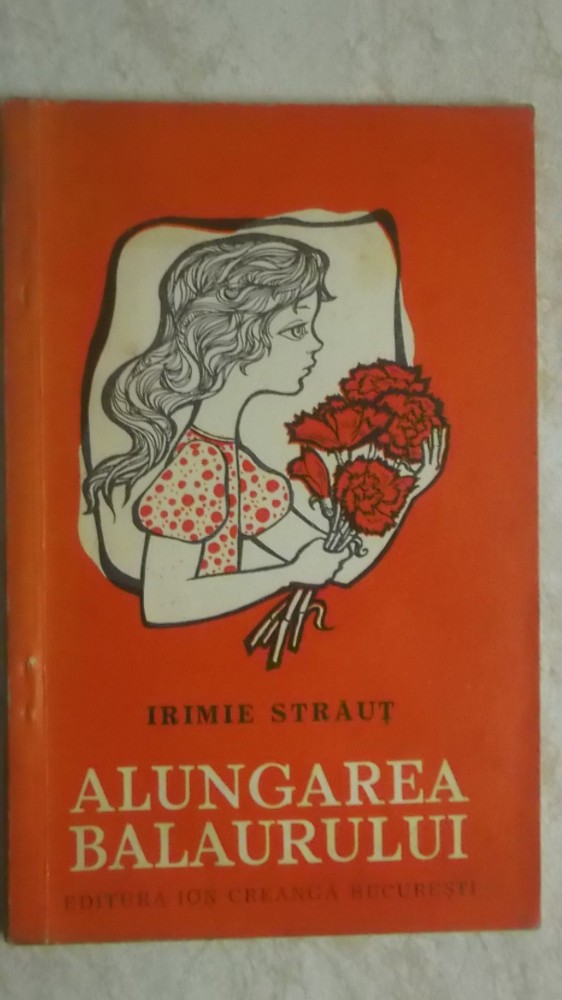 IRIMIE STRĂUȚ
ALUNGAREA
BALAURULUI
EDITURA ION CREANGĂ BUCUREȘTI